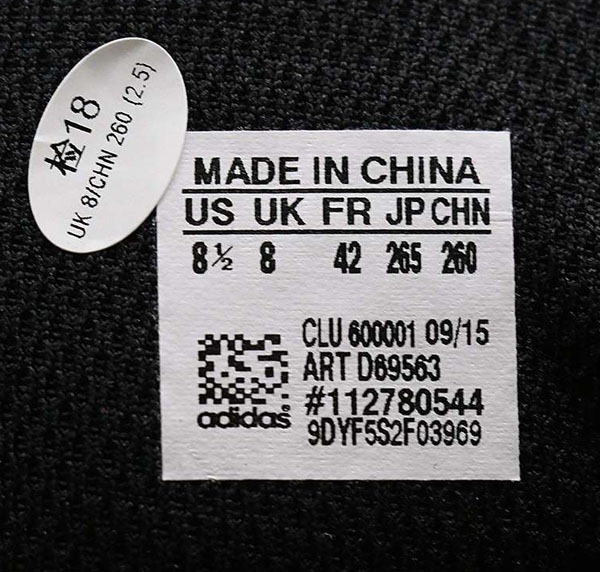 检18
UK 8/CHN 260 (2.5)
MADE IN CHINA
US UK FR JP CHN
8½ 8 42 265 260
CLU 600001 09/15
ART D69563
#112780544
adidas
9DYF5S2F03969